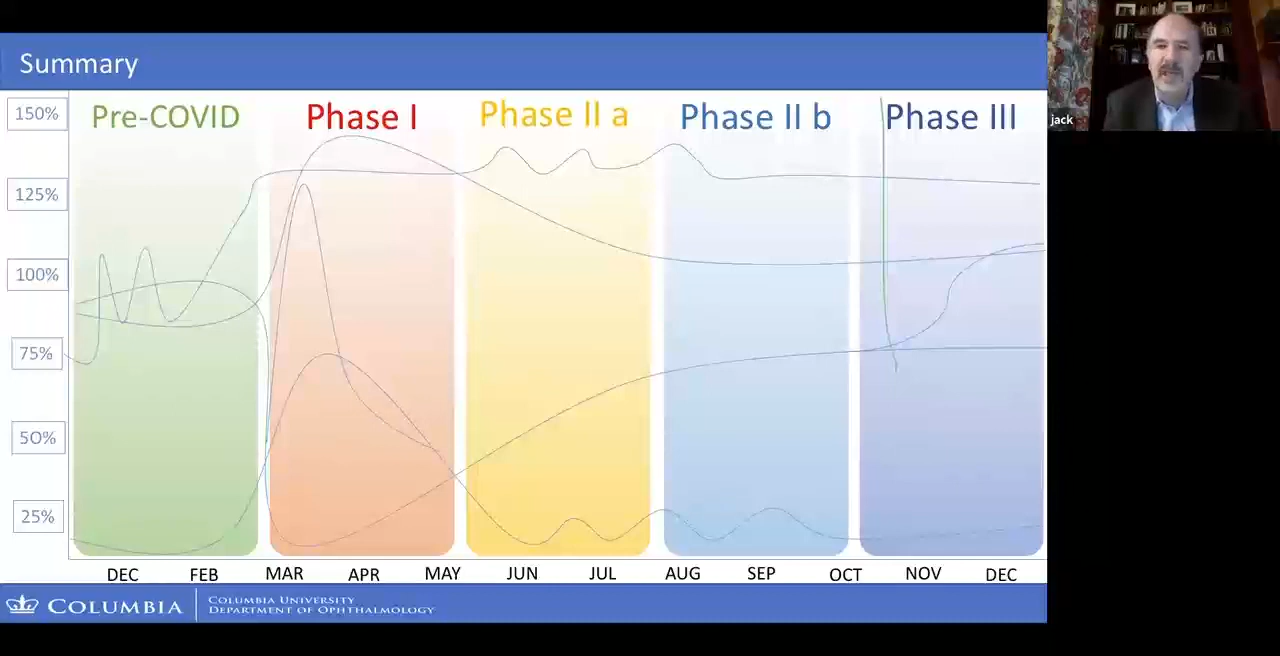 Summary
150%
125%
100%
75%
50%
25%
Pre-COVID
Phase I
Phase II a
Phase II b
Phase III
DEC FEB MAR APR MAY JUN JUL AUG SEP OCT NOV DEC
COLUMBIA
COLUMBIA UNIVERSITY
DEPARTMENT OF OPHTHALMOLOGY
jack